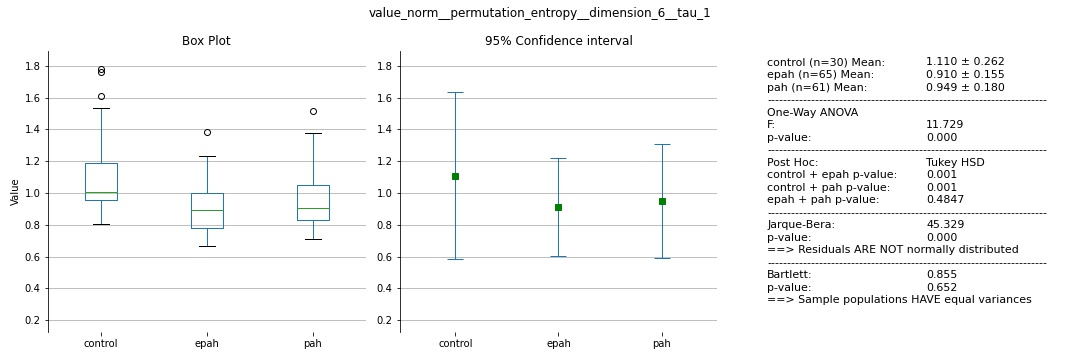 value_norm__permutation_entropy__dimension_6__tau_1
Box Plot
Value
1.8
1.6
1.4
1.2
1.0
0.8
0.6
0.4
0.2
control epah pah
95% Confidence interval
1.8
1.6
1.4
1.2
1.0
0.8
0.6
0.4
0.2
control epah pah
control (n=30) Mean: 1.110 ± 0.262
epah (n=65) Mean: 0.910 ± 0.155
pah (n=61) Mean: 0.949 ± 0.180
One-Way ANOVA
F: 11.729
p-value: 0.000
Post Hoc: Tukey HSD
control + epah p-value: 0.001
control + pah p-value: 0.001
epah + pah p-value: 0.4847
Jarque-Bera: 45.329
p-value: 0.000
==> Residuals ARE NOT normally distributed
Bartlett: 0.855
p-value: 0.652
==> Sample populations HAVE equal variances